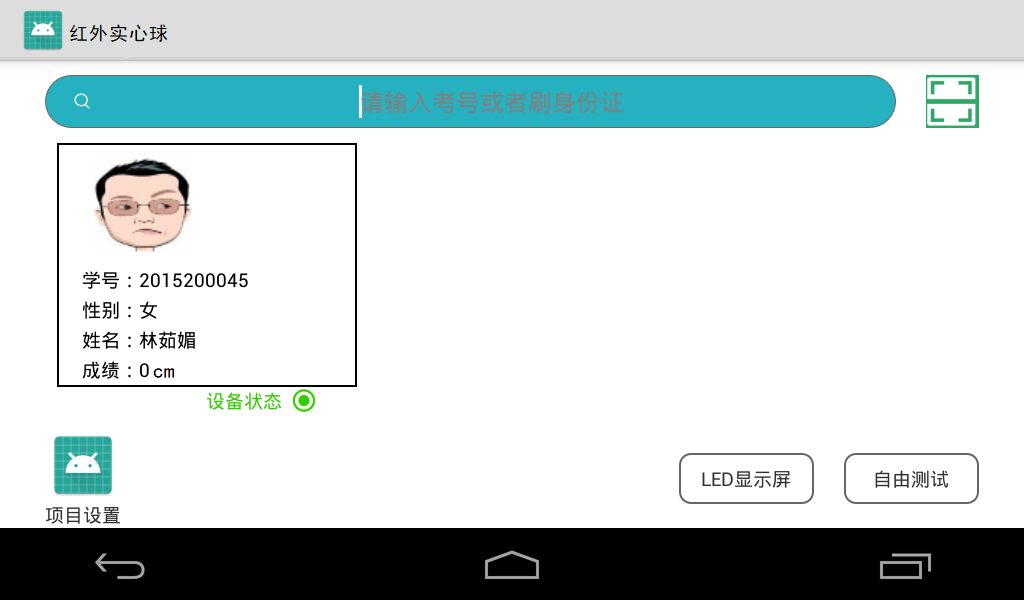 红外实心球
请输入考号或者刷身份证
学号：2015200045
性别：女
姓名：林茹媚
成绩：0cm
设备状态
LED显示屏
自由测试
项目设置